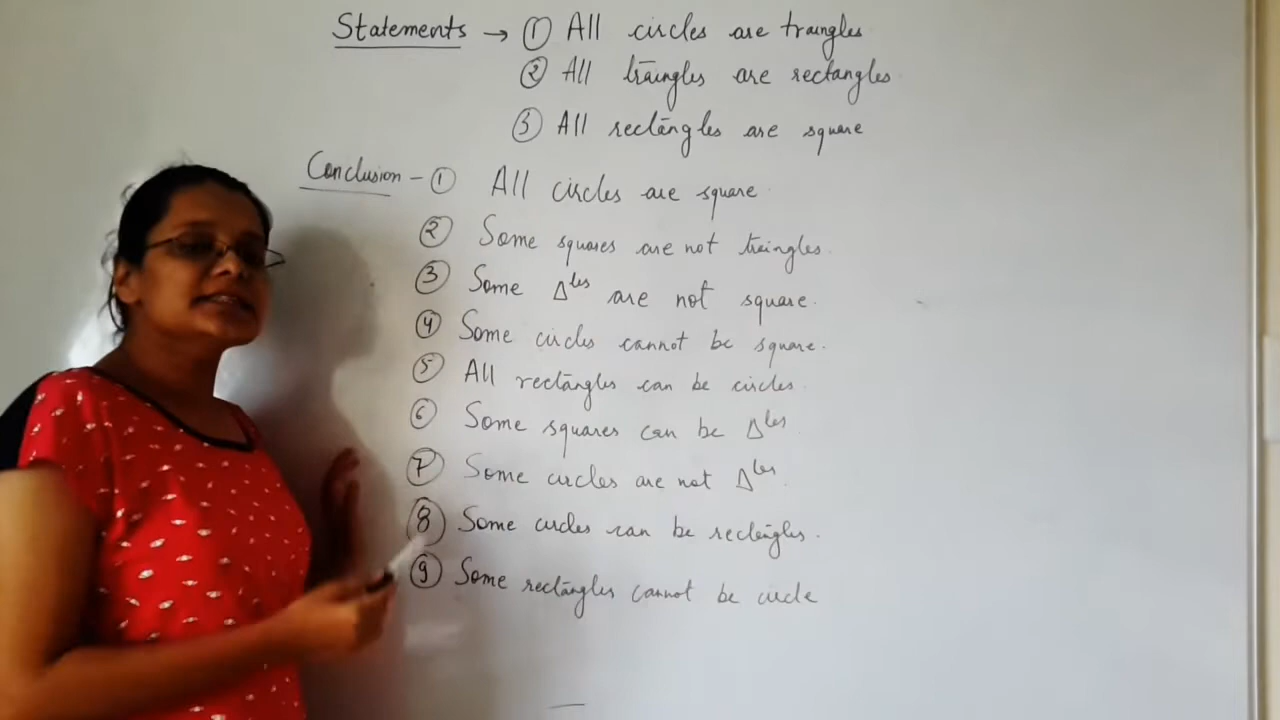 Statements → ① All circles are traingles
② All traingles are rectangles
③ All rectangles are square
Conclusion - ① All circles are square
② Some squares are not traingles.
③ Some Δles are not square.
④ Some circles cannot be square.
⑤ All rectangles can be circles.
⑥ Some squares can be Δles
⑦ Some circles are not Δles.
⑧ Some circles can be rectangles.
⑨ Some rectangles cannot be circle